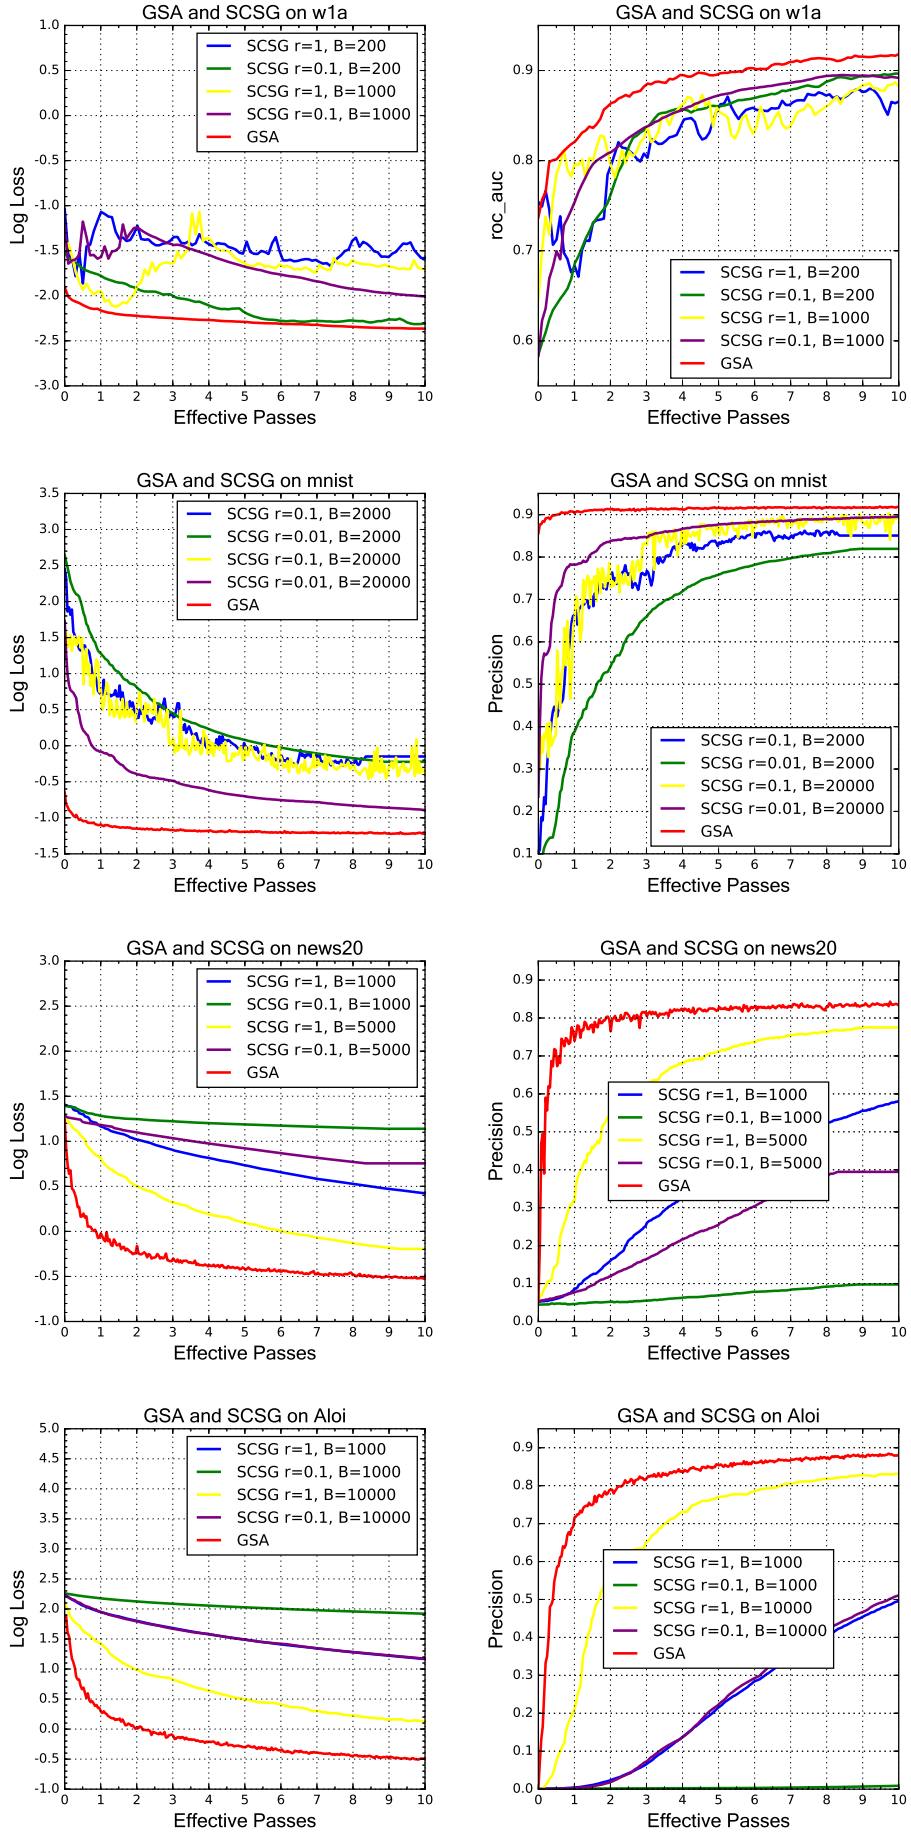 GSA and SCSG on w1a
1.0
0.5
0.0
-0.5
-1.0
-1.5
-2.0
-2.5
-3.0
Log Loss
SCSG r=1, B=200
SCSG r=0.1, B=200
SCSG r=1, B=1000
SCSG r=0.1, B=1000
GSA
0 1 2 3 4 5 6 7 8 9 10
Effective Passes
GSA and SCSG on w1a
0.9
0.8
0.7
0.6
roc_auc
SCSG r=1, B=200
SCSG r=0.1, B=200
SCSG r=1, B=1000
SCSG r=0.1, B=1000
GSA
0 1 2 3 4 5 6 7 8 9 10
Effective Passes
GSA and SCSG on mnist
3.5
3.0
2.5
2.0
1.5
1.0
0.5
0.0
-0.5
-1.0
-1.5
Log Loss
SCSG r=0.1, B=2000
SCSG r=0.01, B=2000
SCSG r=0.1, B=20000
SCSG r=0.01, B=20000
GSA
0 1 2 3 4 5 6 7 8 9 10
Effective Passes
GSA and SCSG on mnist
0.9
0.8
0.7
0.6
0.5
0.4
0.3
0.2
0.1
Precision
SCSG r=0.1, B=2000
SCSG r=0.01, B=2000
SCSG r=0.1, B=20000
SCSG r=0.01, B=20000
GSA
0 1 2 3 4 5 6 7 8 9 10
Effective Passes
GSA and SCSG on news20
3.0
2.5
2.0
1.5
1.0
0.5
0.0
-0.5
-1.0
Log Loss
SCSG r=1, B=1000
SCSG r=0.1, B=1000
SCSG r=1, B=5000
SCSG r=0.1, B=5000
GSA
0 1 2 3 4 5 6 7 8 9 10
Effective Passes
GSA and SCSG on news20
0.9
0.8
0.7
0.6
0.5
0.4
0.3
0.2
0.1
0.0
Precision
SCSG r=1, B=1000
SCSG r=0.1, B=1000
SCSG r=1, B=5000
SCSG r=0.1, B=5000
GSA
0 1 2 3 4 5 6 7 8 9 10
Effective Passes
GSA and SCSG on Aloi
5.0
4.5
4.0
3.5
3.0
2.5
2.0
1.5
1.0
0.5
0.0
-0.5
-1.0
Log Loss
SCSG r=1, B=1000
SCSG r=0.1, B=1000
SCSG r=1, B=10000
SCSG r=0.1, B=10000
GSA
0 1 2 3 4 5 6 7 8 9 10
Effective Passes
GSA and SCSG on Aloi
0.9
0.8
0.7
0.6
0.5
0.4
0.3
0.2
0.1
0.0
Precision
SCSG r=1, B=1000
SCSG r=0.1, B=1000
SCSG r=1, B=10000
SCSG r=0.1, B=10000
GSA
0 1 2 3 4 5 6 7 8 9 10
Effective Passes